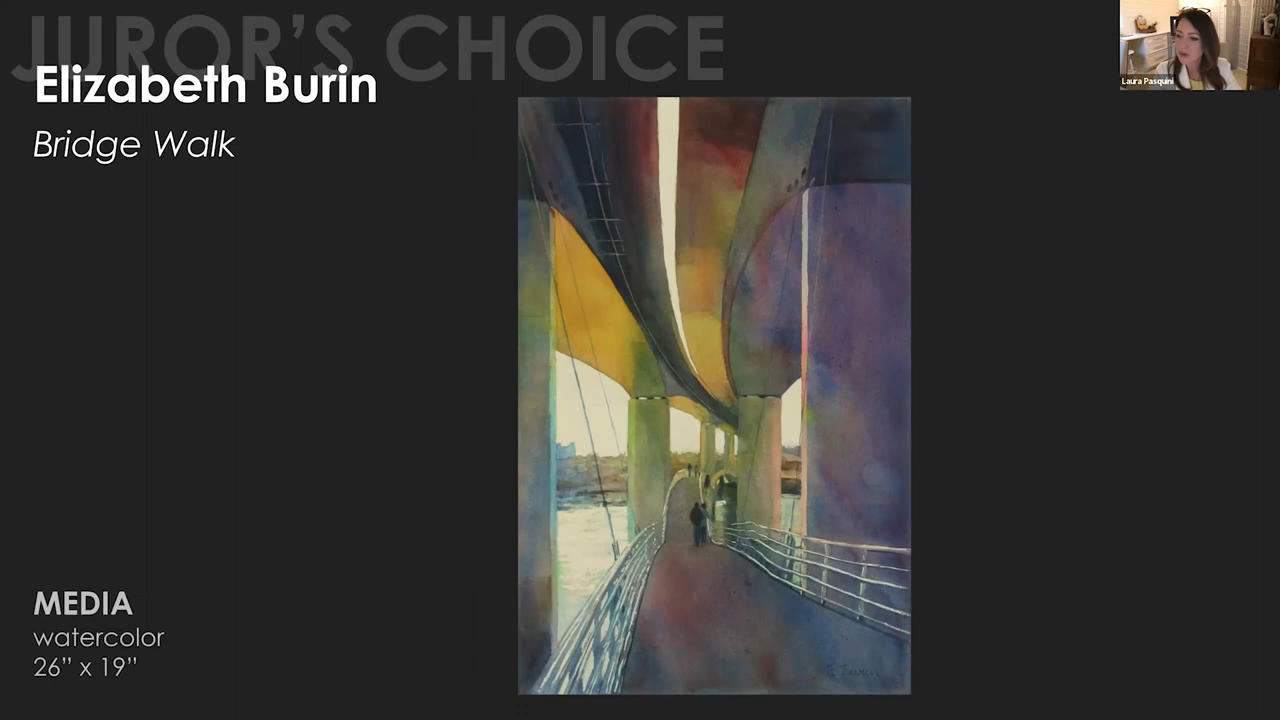 JUROR'S CHOICE
Elizabeth Burin
Bridge Walk
Laura Pasquini
MEDIA
watercolor
26” x 19”